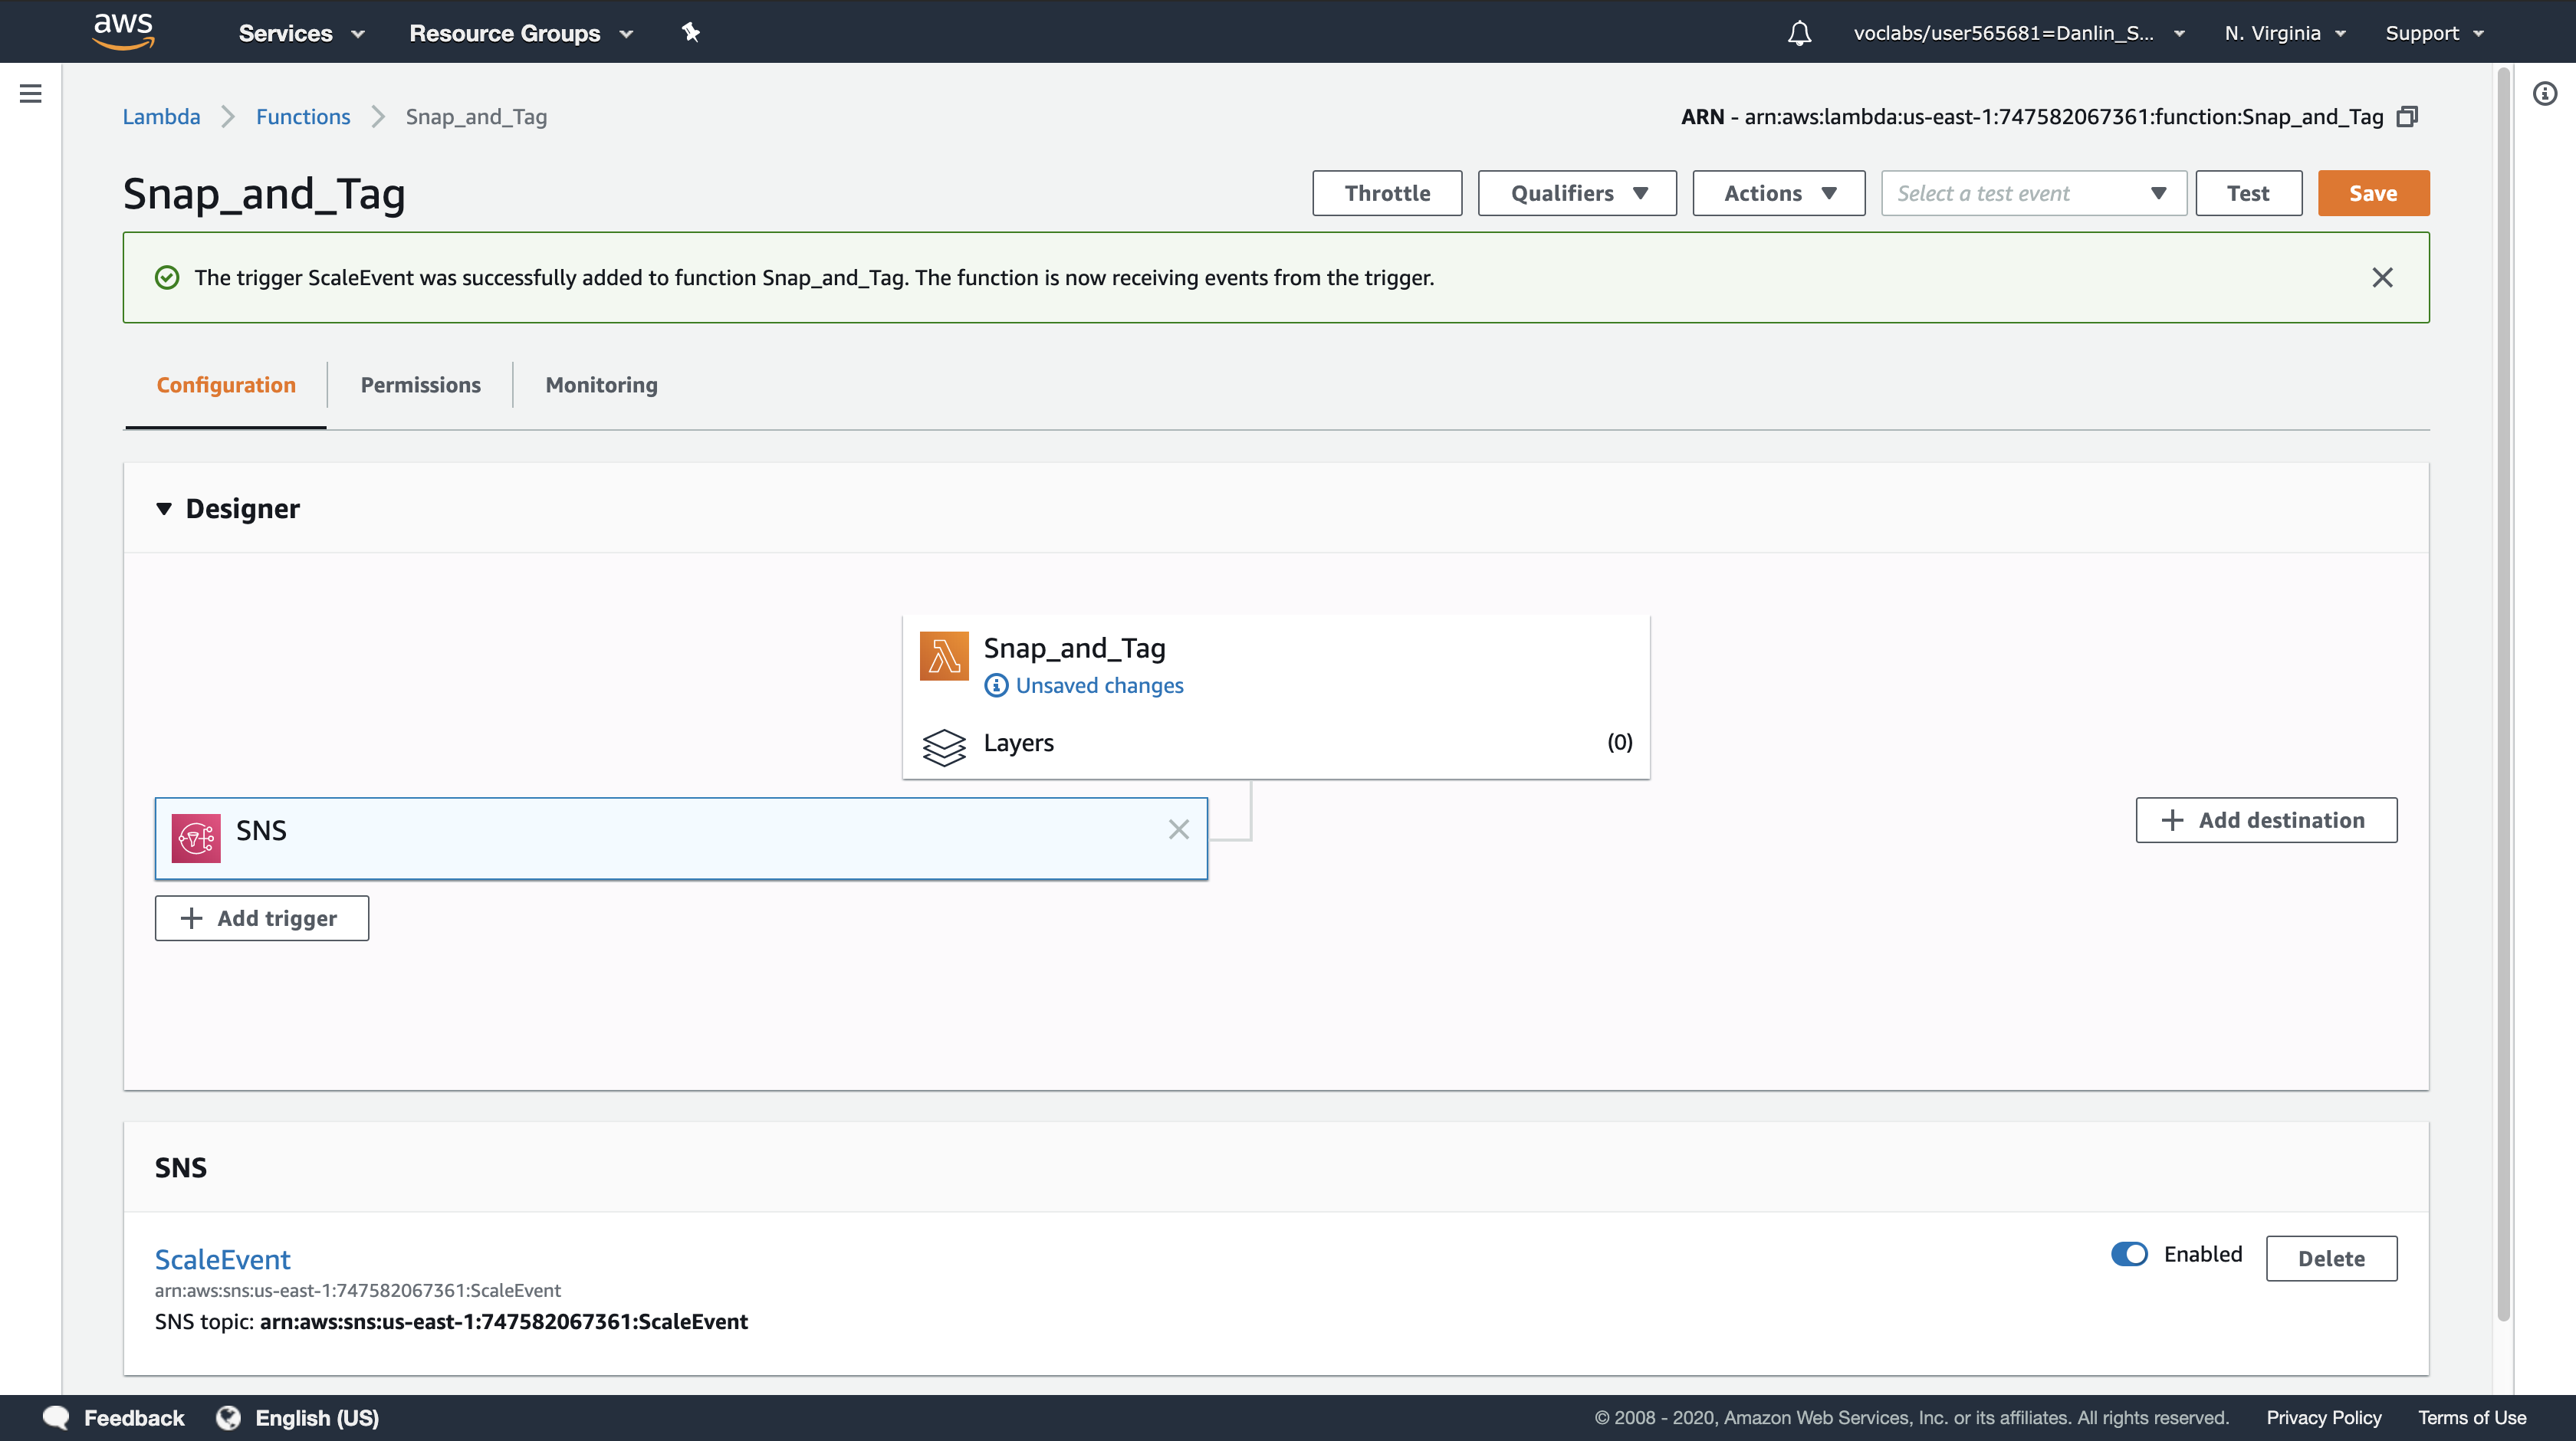 aws Services Resource Groups voclabs/user565681=Danlin_S... N. Virginia Support
Lambda Functions Snap_and_Tag ARN - arn:aws:lambda:us-east-1:747582067361:function:Snap_and_Tag
Snap_and_Tag Throttle Qualifiers Actions Select a test event Test Save
The trigger ScaleEvent was successfully added to function Snap_and_Tag. The function is now receiving events from the trigger.
Configuration Permissions Monitoring
Designer
Snap_and_Tag
Unsaved changes
Layers (0)
SNS Add destination
Add trigger
SNS
ScaleEvent Enabled Delete
arn:aws:sns:us-east-1:747582067361:ScaleEvent
SNS topic: arn:aws:sns:us-east-1:747582067361:ScaleEvent
Feedback English (US) © 2008 - 2020, Amazon Web Services, Inc. or its affiliates. All rights reserved. Privacy Policy Terms of Use